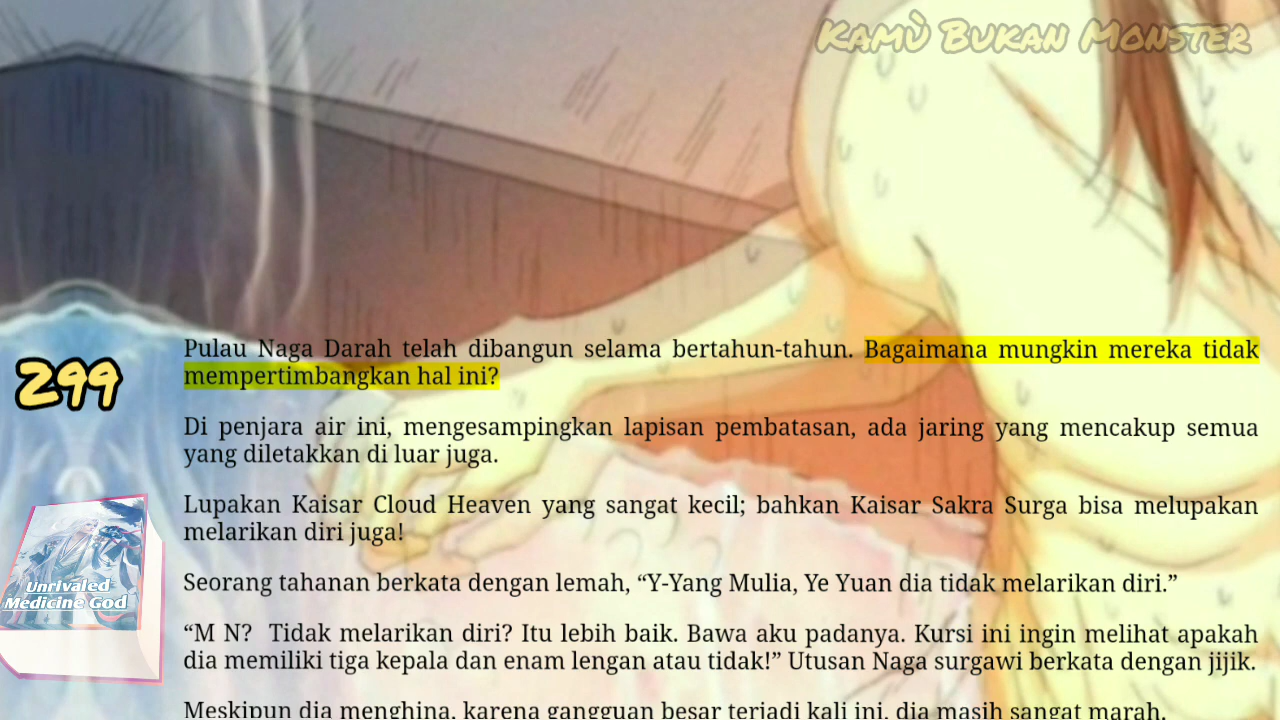 Kamù Bukan Monster
Pulau Naga Darah telah dibangun selama bertahun-tahun. Bagaimana mungkin mereka tidak
mempertimbangkan hal ini?
299
Di penjara air ini, mengesampingkan lapisan pembatasan, ada jaring yang mencakup semua
yang diletakkan di luar juga.
Lupakan Kaisar Cloud Heaven yang sangat kecil; bahkan Kaisar Sakra Surga bisa melupakan
melarikan diri juga!
Seorang tahanan berkata dengan lemah, “Y-Yang Mulia, Ye Yuan dia tidak melarikan diri.”
Unrivaled
Medicine God
“M N?  Tidak melarikan diri? Itu lebih baik. Bawa aku padanya. Kursi ini ingin melihat apakah
dia memiliki tiga kepala dan enam lengan atau tidak!” Utusan Naga surgawi berkata dengan jijik.
Meskipun dia menghina, karena gangguan besar terjadi kali ini, dia masih sangat marah.